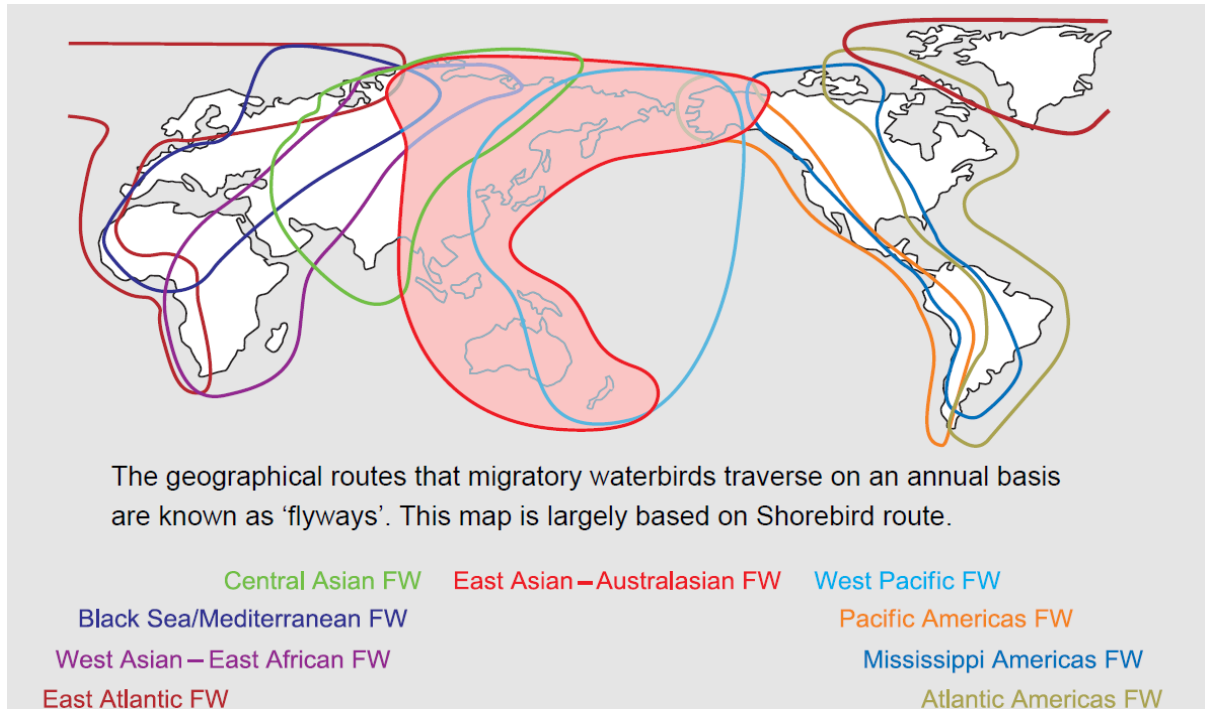 The geographical routes that migratory waterbirds traverse on an annual basis
are known as ‘flyways’. This map is largely based on Shorebird route.
Central Asian FW East Asian – Australasian FW West Pacific FW
Black Sea/Mediterranean FW Pacific Americas FW
West Asian – East African FW Mississippi Americas FW
East Atlantic FW Atlantic Americas FW